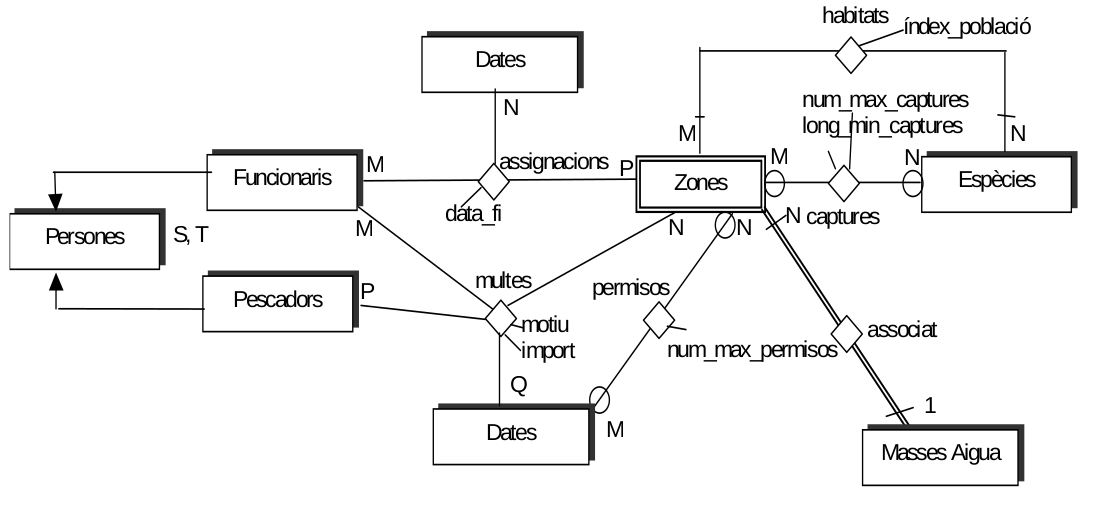 habitats
índex_població
Dates
N
num_max_captures
long_min_captures
M
N
M
assignacions
P
M
N
Funcionaris
Zones
Espècies
data_fi
Persones
S, T
M
N
N
N
captures
multes
permisos
Pescadors
P
motiu
import
num_max_permisos
associat
Q
1
Dates
M
Masses Aigua